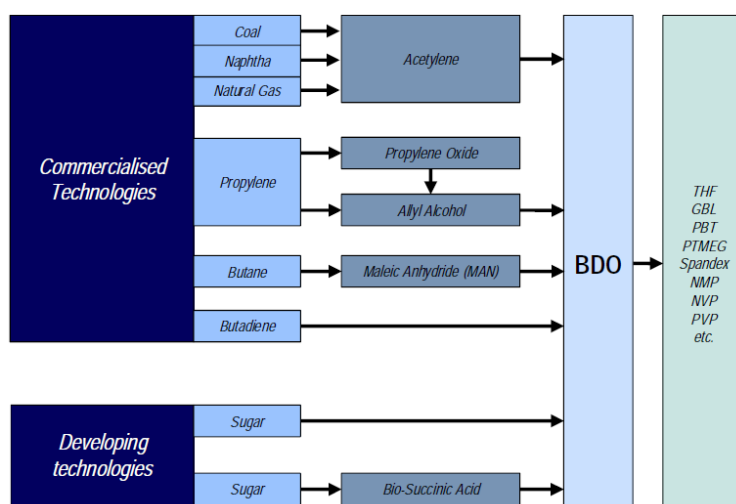 Commercialised
Technologies
Coal
Naphtha
Natural Gas
Acetylene
Propylene
Propylene Oxide
Allyl Alcohol
Butane
Maleic Anhydride (MAN)
Butadiene
BDO
THF
GBL
PBT
PTMEG
Spandex
NMP
NVP
PVP
etc.
Developing
technologies
Sugar
Sugar
Bio-Succinic Acid